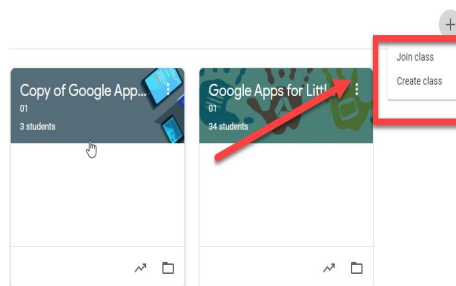 +
Join class
Create class
Copy of Google App...
01
3 students
Google Apps for Littl...
01
34 students